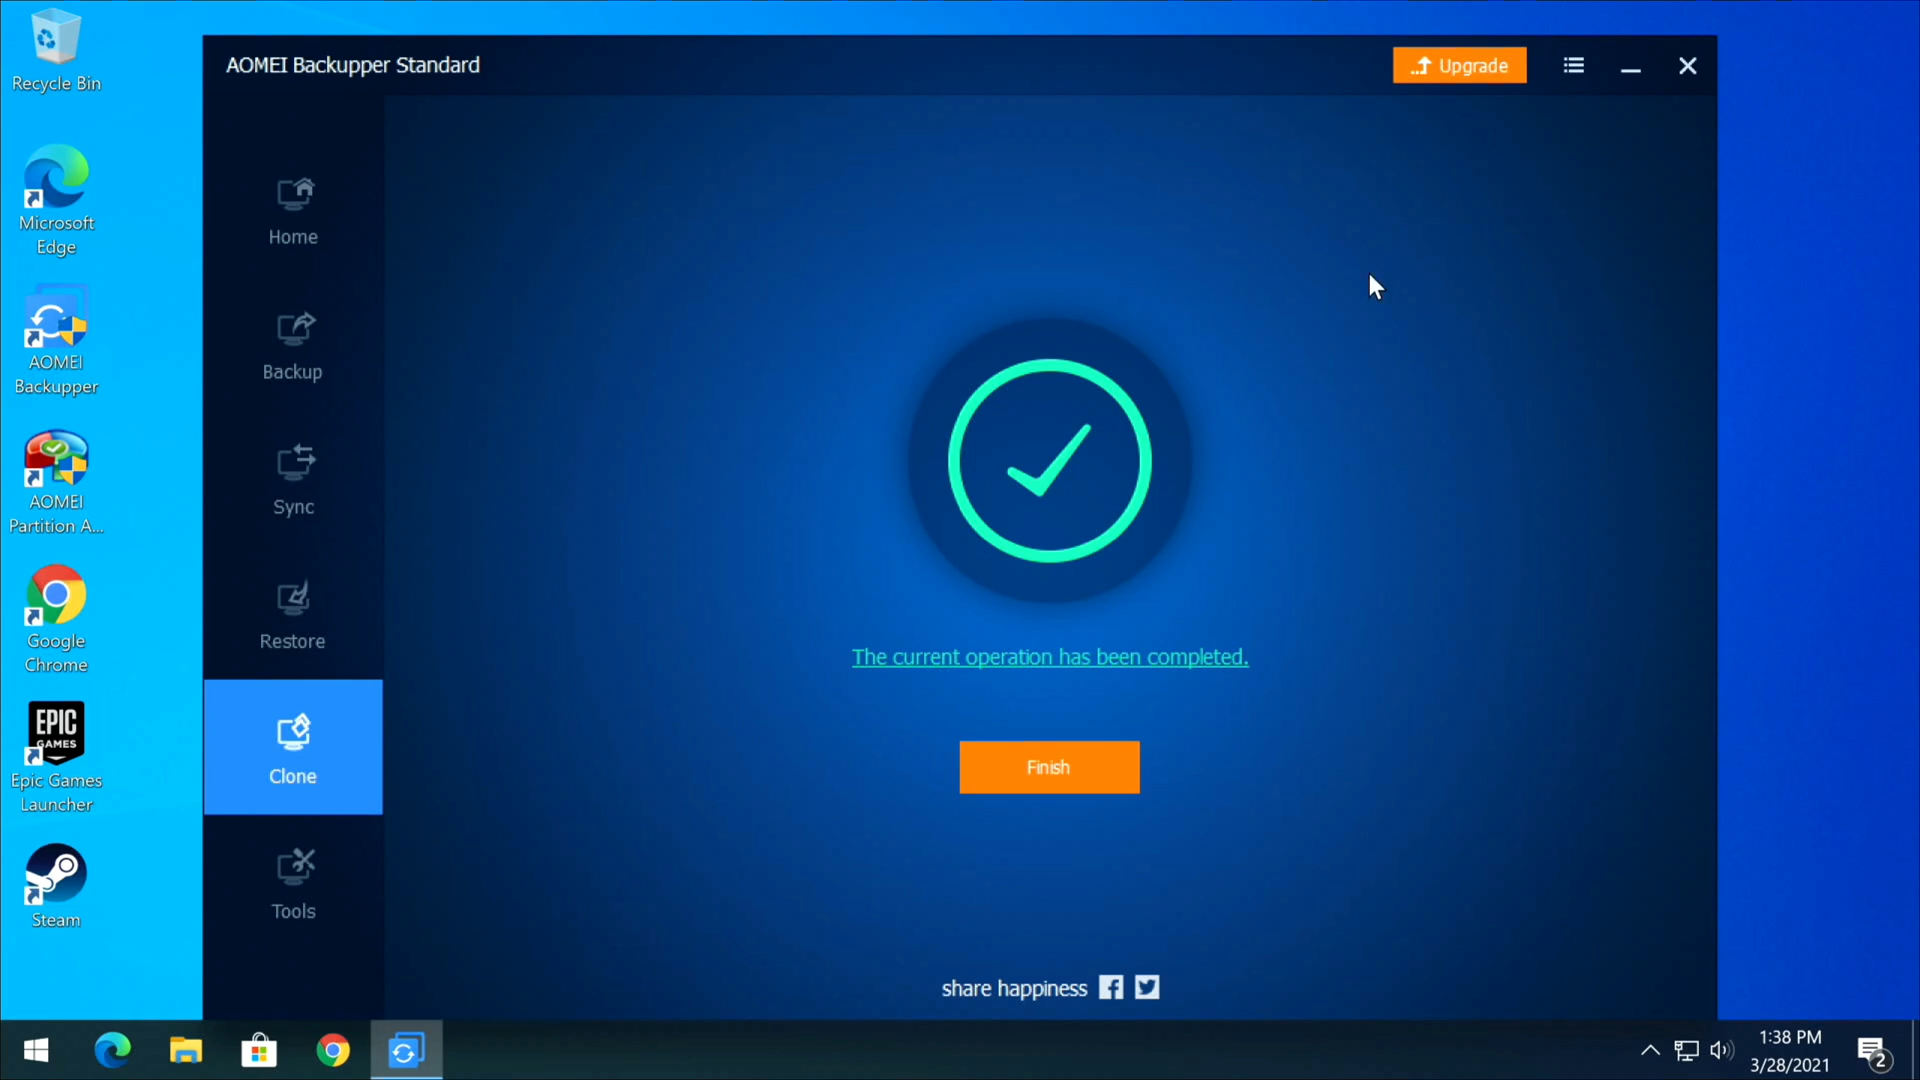 Recycle Bin
Microsoft
Edge
AOMEI
Backupper
AOMEI
Partition A...
Google
Chrome
EPIC
GAMES
Epic Games
Launcher
Steam
AOMEI Backupper Standard
Upgrade
Home
Backup
Sync
Restore
Clone
Tools
The current operation has been completed.
Finish
share happiness
1:38 PM
3/28/2021
2